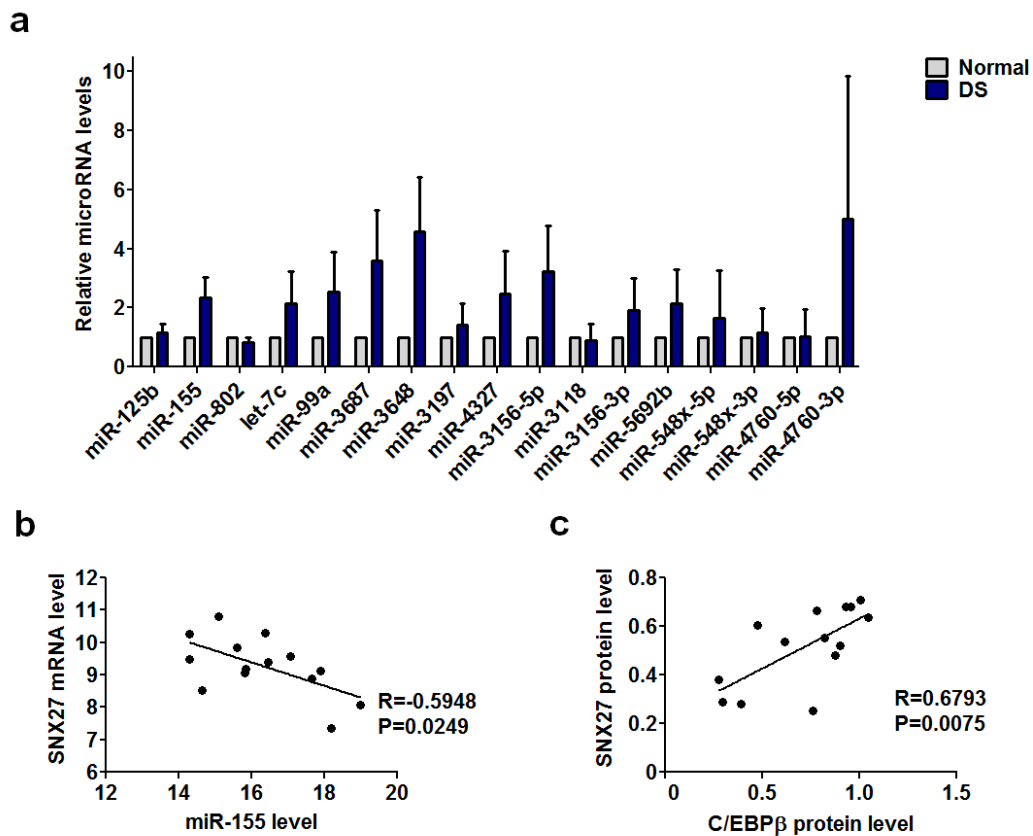 a
Normal
DS
Relative microRNA levels
10
8
6
4
2
0
miR-125b
miR-155
miR-802
let-7c
miR-99a
miR-3687
miR-3648
miR-3197
miR-4327
miR-3156-5p
miR-3118
miR-3156-3p
miR-5692b
miR-548x-5p
miR-548x-3p
miR-4760-5p
miR-4760-3p
b
SNX27 mRNA level
12
11
10
9
8
7
6
12
14
16
18
20
miR-155 level
R=-0.5948
P=0.0249
c
SNX27 protein level
0.8
0.6
0.4
0.2
0
0
0.5
1.0
1.5
C/EBPβ protein level
R=0.6793
P=0.0075